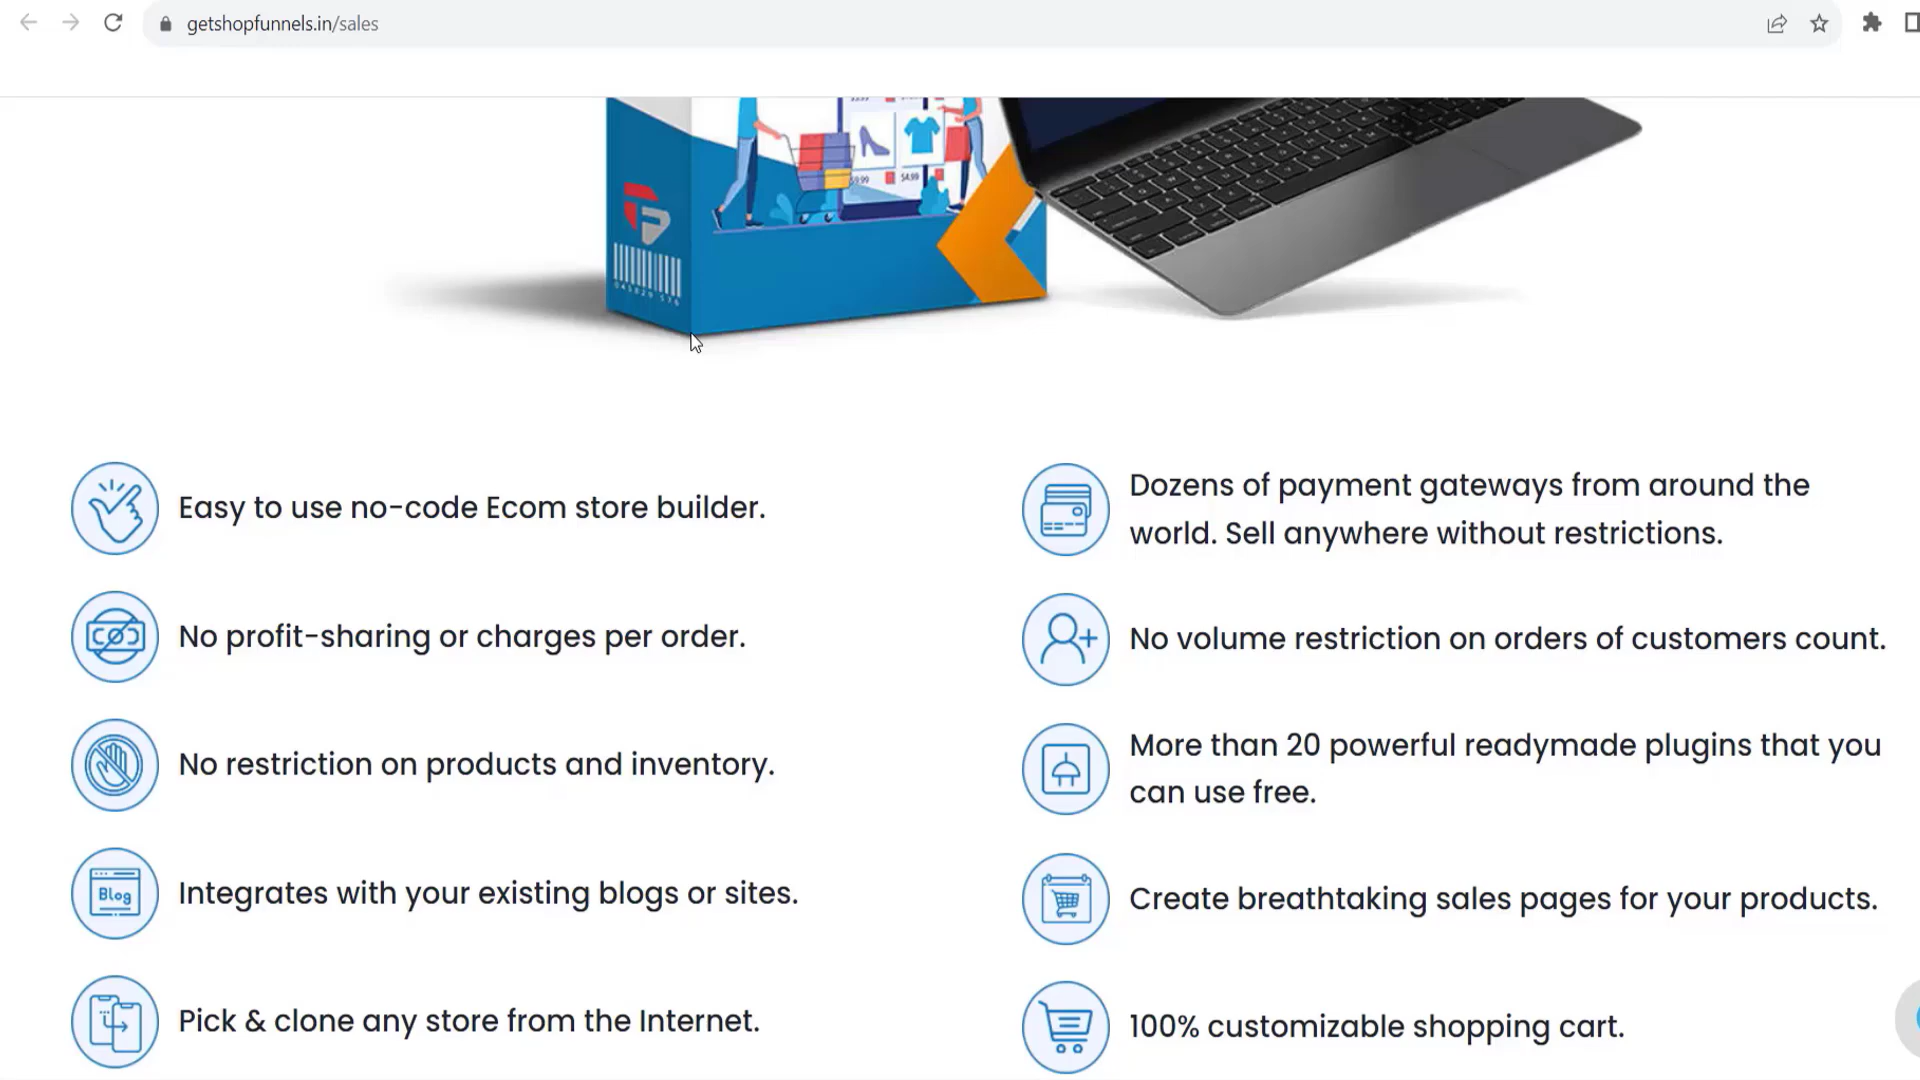 getshopfunnels.in/sales
$9.99
$4.99
Easy to use no-code Ecom store builder.
Dozens of payment gateways from around the
world. Sell anywhere without restrictions.
No profit-sharing or charges per order.
No volume restriction on orders of customers count.
No restriction on products and inventory.
More than 20 powerful readymade plugins that you
can use free.
Blog
Integrates with your existing blogs or sites.
Create breathtaking sales pages for your products.
Pick & clone any store from the Internet.
100% customizable shopping cart.